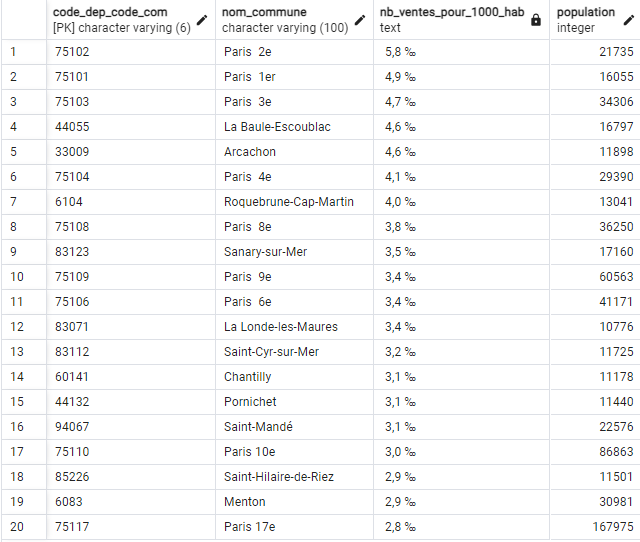 code_dep_code_com nom_commune nb_ventes_pour_1000_hab population
[PK] character varying (6) character varying (100) text integer
1 75102 Paris 2e 5,8 ‰ 21735
2 75101 Paris 1er 4,9 ‰ 16055
3 75103 Paris 3e 4,7 ‰ 34306
4 44055 La Baule-Escoublac 4,6 ‰ 16797
5 33009 Arcachon 4,6 ‰ 11898
6 75104 Paris 4e 4,1 ‰ 29390
7 6104 Roquebrune-Cap-Martin 4,0 ‰ 13041
8 75108 Paris 8e 3,8 ‰ 36250
9 83123 Sanary-sur-Mer 3,5 ‰ 17160
10 75109 Paris 9e 3,4 ‰ 60563
11 75106 Paris 6e 3,4 ‰ 41171
12 83071 La Londe-les-Maures 3,4 ‰ 10776
13 83112 Saint-Cyr-sur-Mer 3,2 ‰ 11725
14 60141 Chantilly 3,1 ‰ 11178
15 44132 Pornichet 3,1 ‰ 11440
16 94067 Saint-Mandé 3,1 ‰ 22576
17 75110 Paris 10e 3,0 ‰ 86863
18 85226 Saint-Hilaire-de-Riez 2,9 ‰ 11501
19 6083 Menton 2,9 ‰ 30981
20 75117 Paris 17e 2,8 ‰ 167975